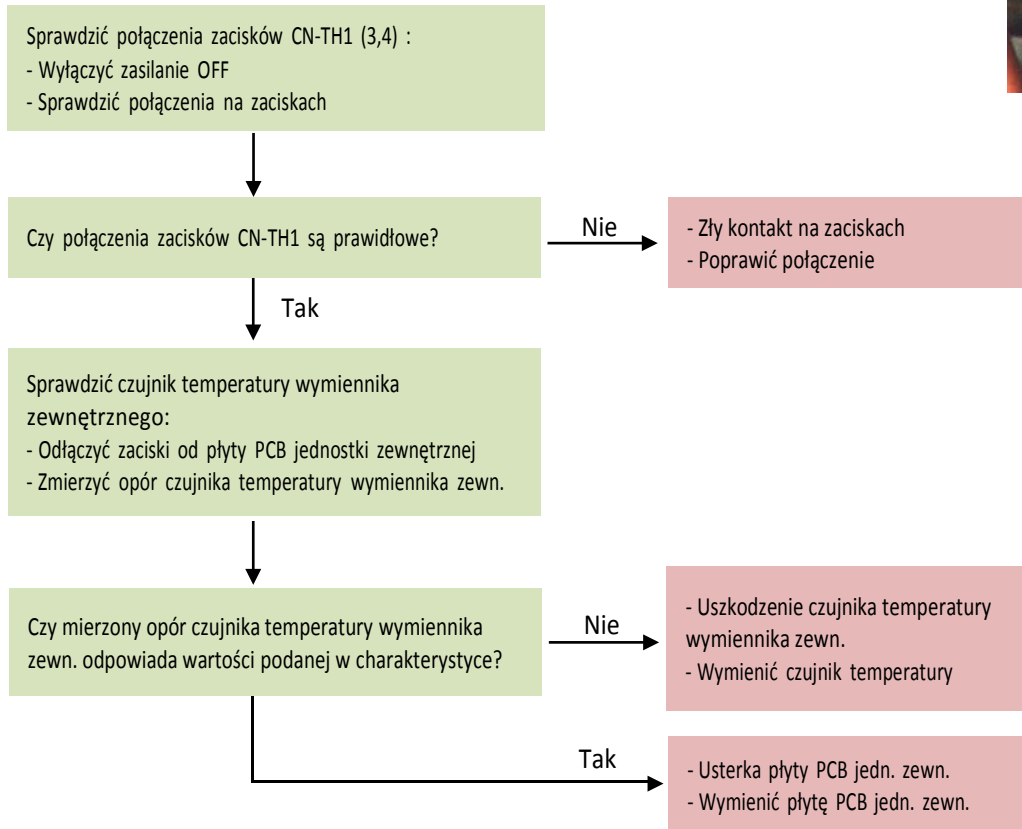 Sprawdzić połączenia zacisków CN-TH1 (3,4) :
- Wyłączyć zasilanie OFF
- Sprawdzić połączenia na zaciskach
Czy połączenia zacisków CN-TH1 są prawidłowe?
Nie
- Zły kontakt na zaciskach
- Poprawić połączenie
Tak
Sprawdzić czujnik temperatury wymiennika
zewnętrznego:
- Odłączyć zaciski od płyty PCB jednostki zewnętrznej
- Zmierzyć opór czujnika temperatury wymiennika zewn.
Czy mierzony opór czujnika temperatury wymiennika
zewn. odpowiada wartości podanej w charakterystyce?
Nie
- Uszkodzenie czujnika temperatury
wymiennika zewn.
- Wymienić czujnik temperatury
Tak
- Usterka płyty PCB jedn. zewn.
- Wymienić płytę PCB jedn. zewn.